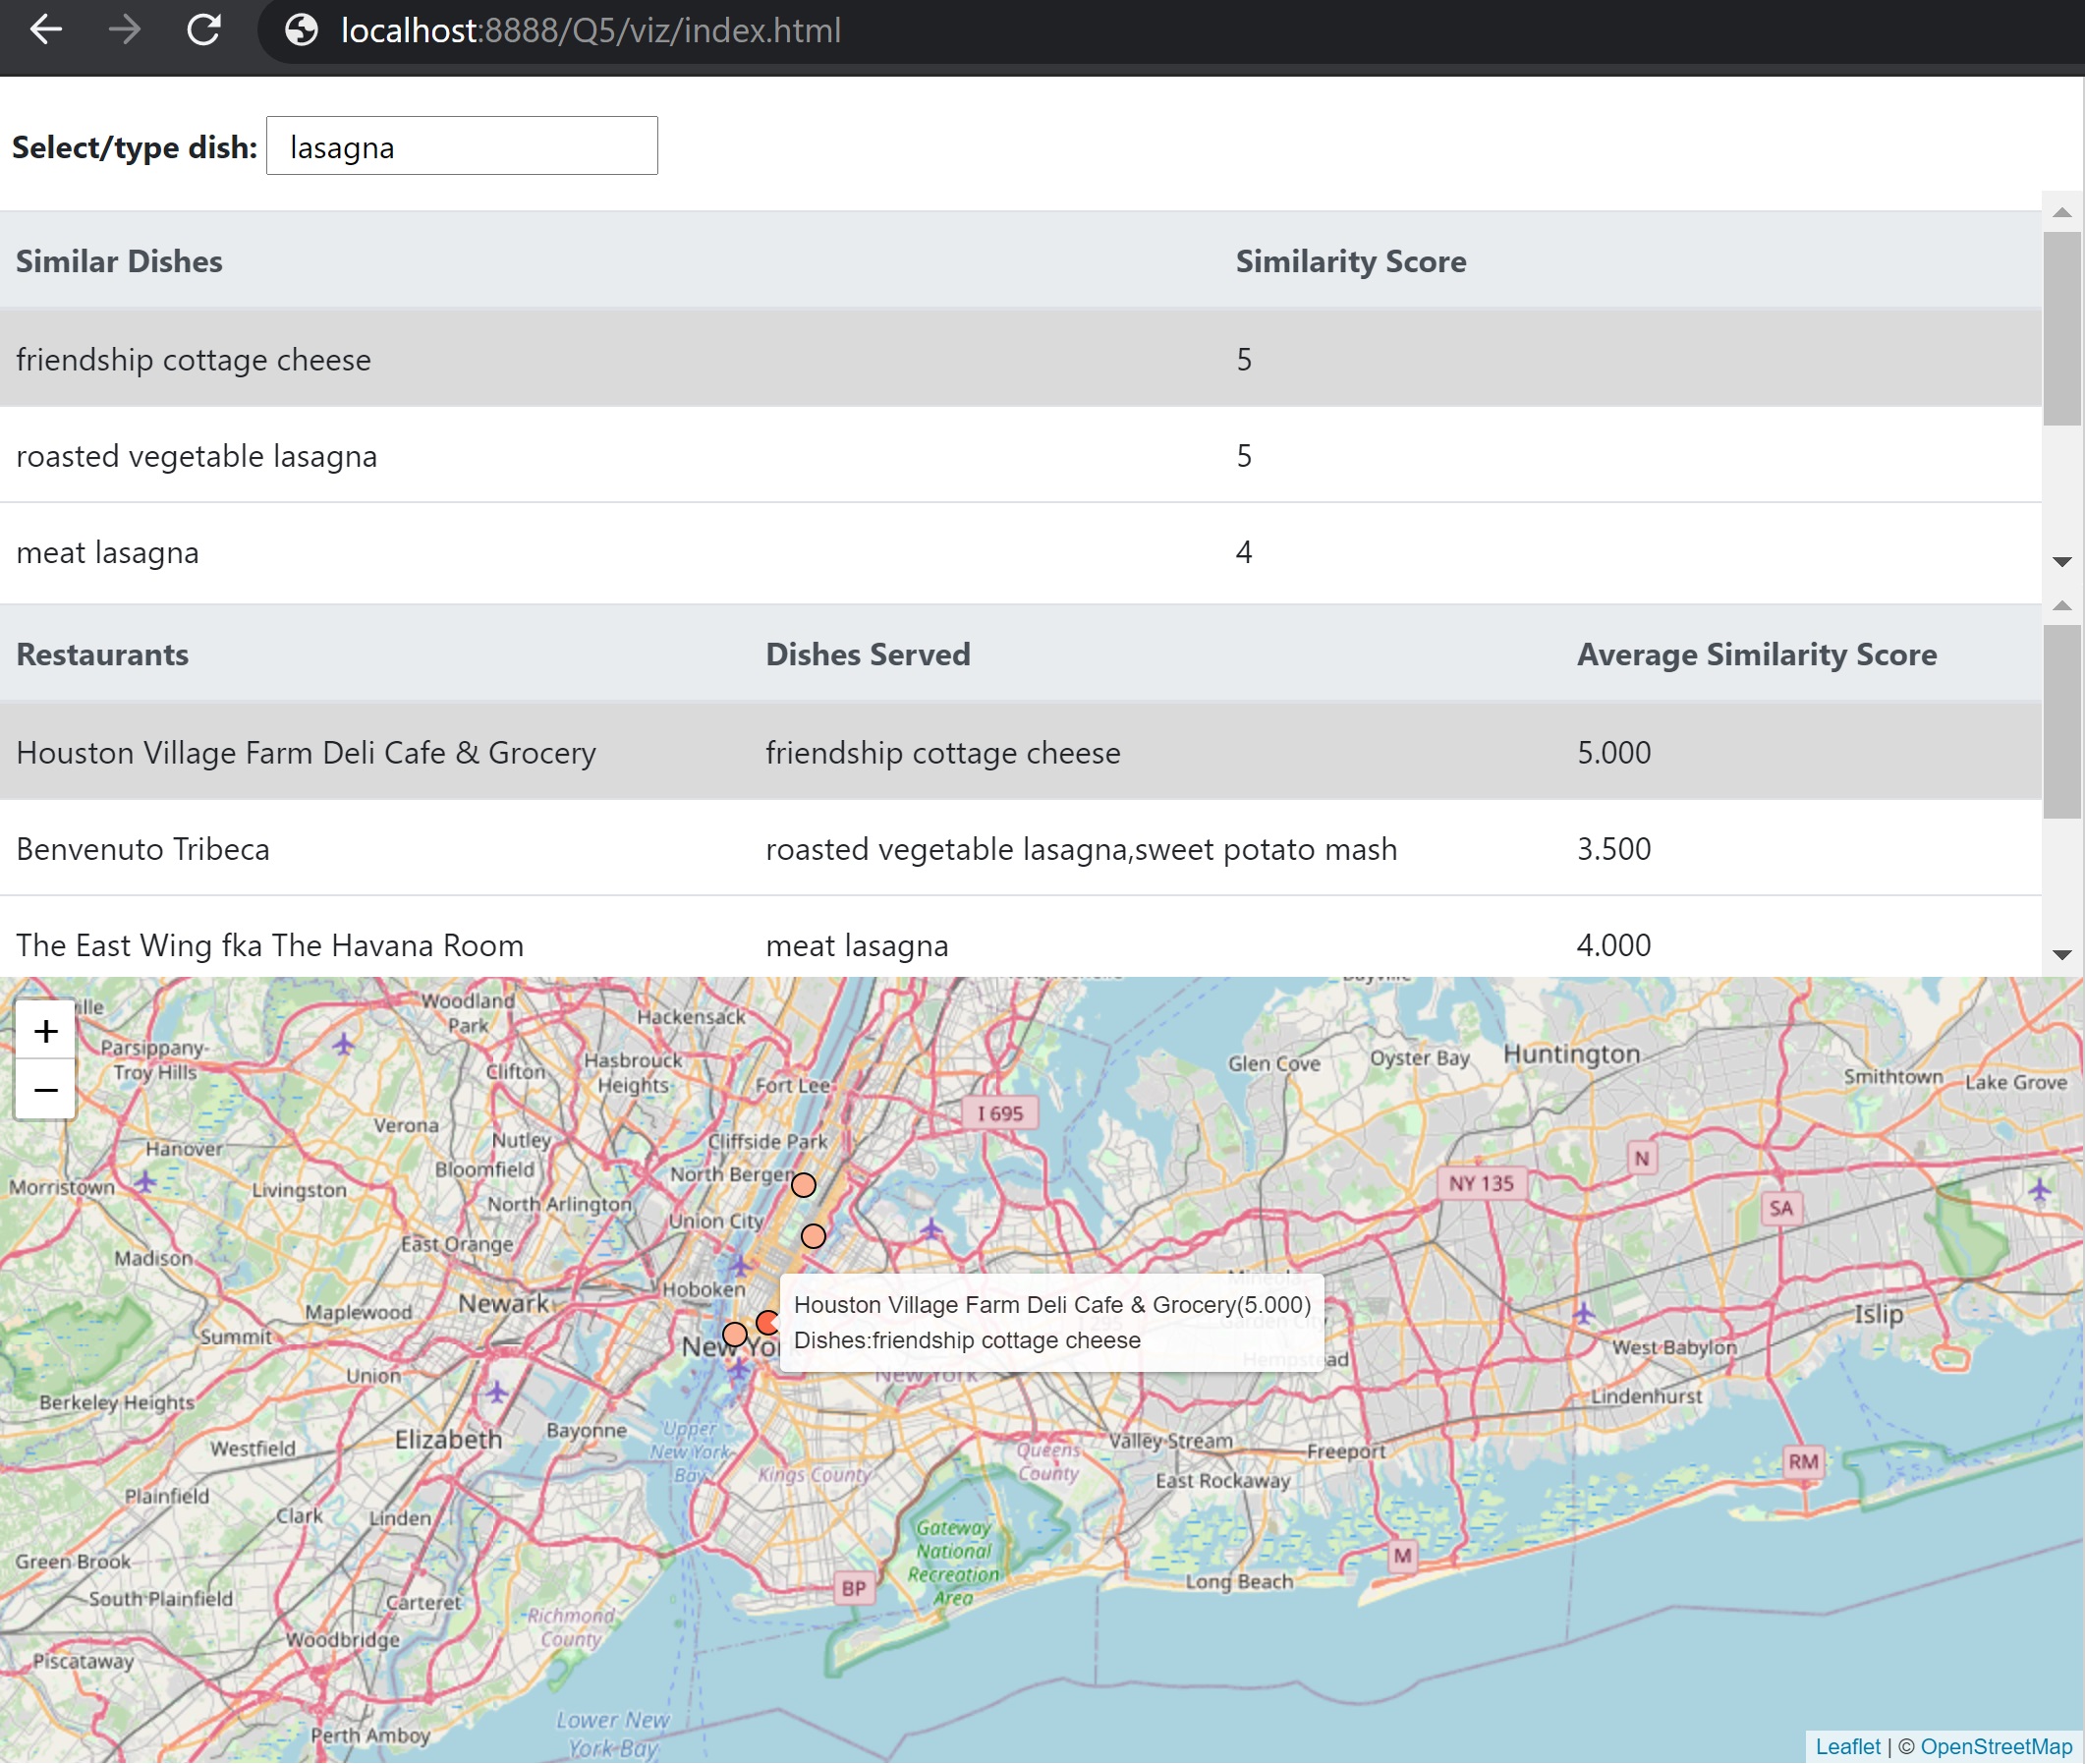 localhost:8888/Q5/viz/index.html
Select/type dish: lasagna
Similar Dishes Similarity Score
friendship cottage cheese 5
roasted vegetable lasagna 5
meat lasagna 4
Restaurants Dishes Served Average Similarity Score
Houston Village Farm Deli Cafe & Grocery friendship cottage cheese 5.000
Benvenuto Tribeca roasted vegetable lasagna,sweet potato mash 3.500
The East Wing fka The Havana Room meat lasagna 4.000
+
−
Woodland
Park
Hackensack
Parsippany-
Troy Hills
Clifton
Hasbrouck
Heights
Fort Lee
Glen Cove
Oyster Bay
Huntington
Smithtown
Lake Grove
I 695
Verona
Nutley
Cliffside Park
Hanover
Bloomfield
North Bergen
N
NY 135
Morristown
Livingston
North Arlington
SA
Union City
East Orange
Madison
Hoboken
Mineola
Newark
Maplewood
Houston Village Farm Deli Cafe & Grocery(5.000)
Dishes:friendship cottage cheese
295
Garden City
Hempstead
Islip
Summit
New Yor
West Babylon
Union
New York
Lindenhurst
Berkeley Heights
Elizabeth
Bayonne
Westfield
Upper
New York
Bay
Kings County
Queens
County
Valley Stream
Freeport
RM
East Rockaway
Plainfield
Clark
Linden
Gateway
National
Recreation
Area
Green Brook
M
BP
Long Beach
South Plainfield
Carteret
Richmond
County
Woodbridge
Piscataway
Perth Amboy
Lower New
York Bay
Leaflet | © OpenStreetMap